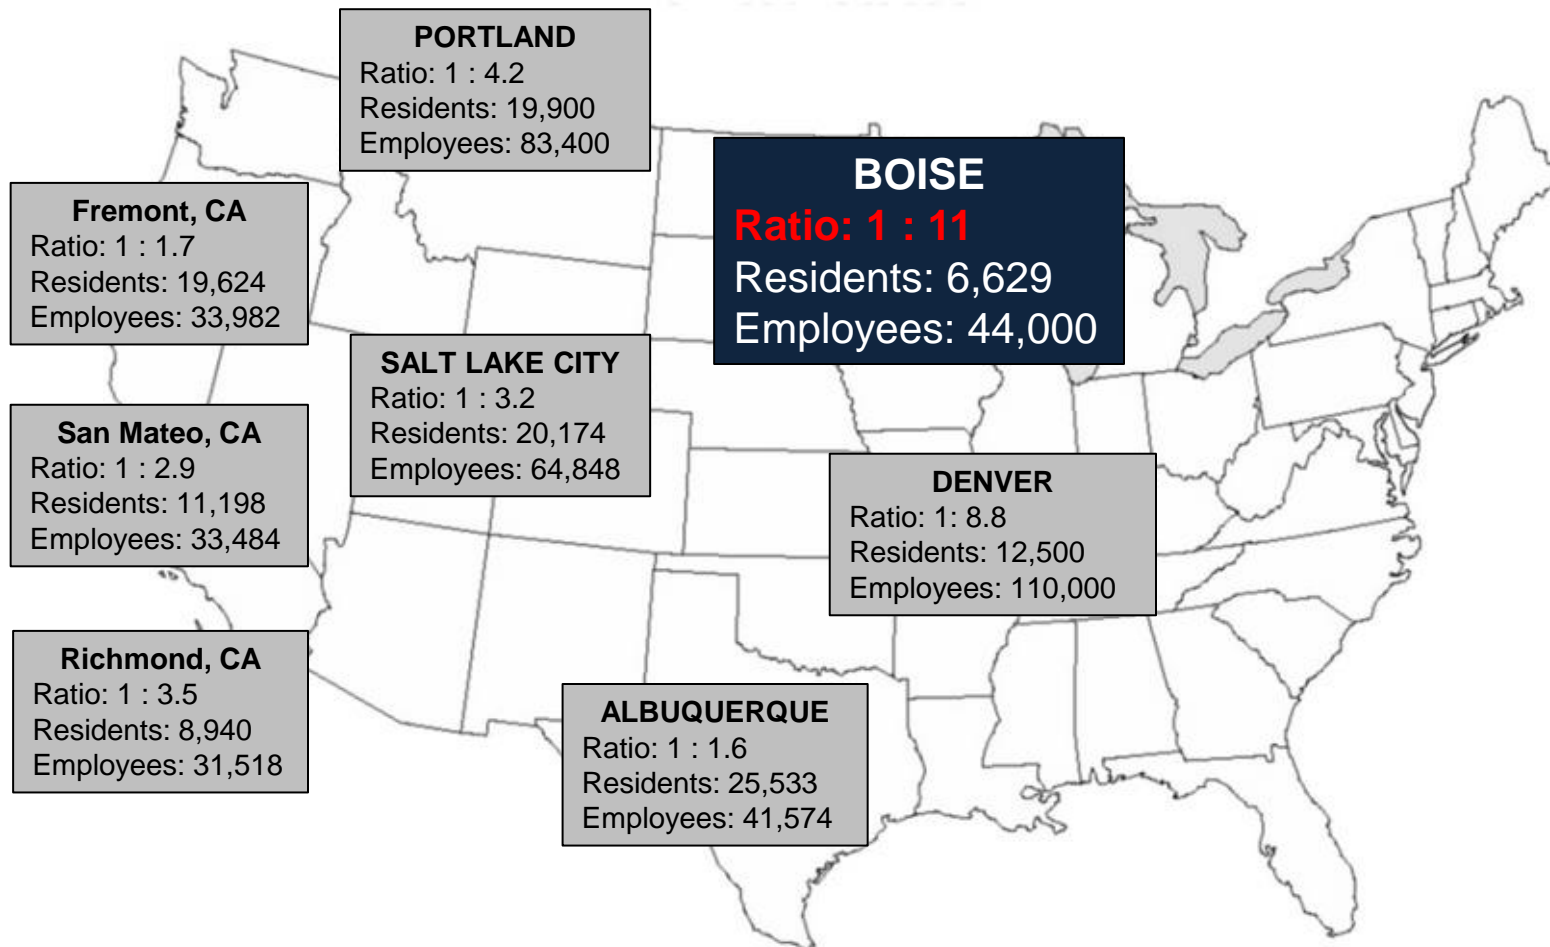 PORTLAND
Ratio: 1 : 4.2
Residents: 19,900
Employees: 83,400
BOISE
Ratio: 1 : 11
Residents: 6,629
Employees: 44,000
Fremont, CA
Ratio: 1 : 1.7
Residents: 19,624
Employees: 33,982
SALT LAKE CITY
Ratio: 1 : 3.2
Residents: 20,174
Employees: 64,848
San Mateo, CA
Ratio: 1 : 2.9
Residents: 11,198
Employees: 33,484
DENVER
Ratio: 1: 8.8
Residents: 12,500
Employees: 110,000
Richmond, CA
Ratio: 1 : 3.5
Residents: 8,940
Employees: 31,518
ALBUQUERQUE
Ratio: 1 : 1.6
Residents: 25,533
Employees: 41,574